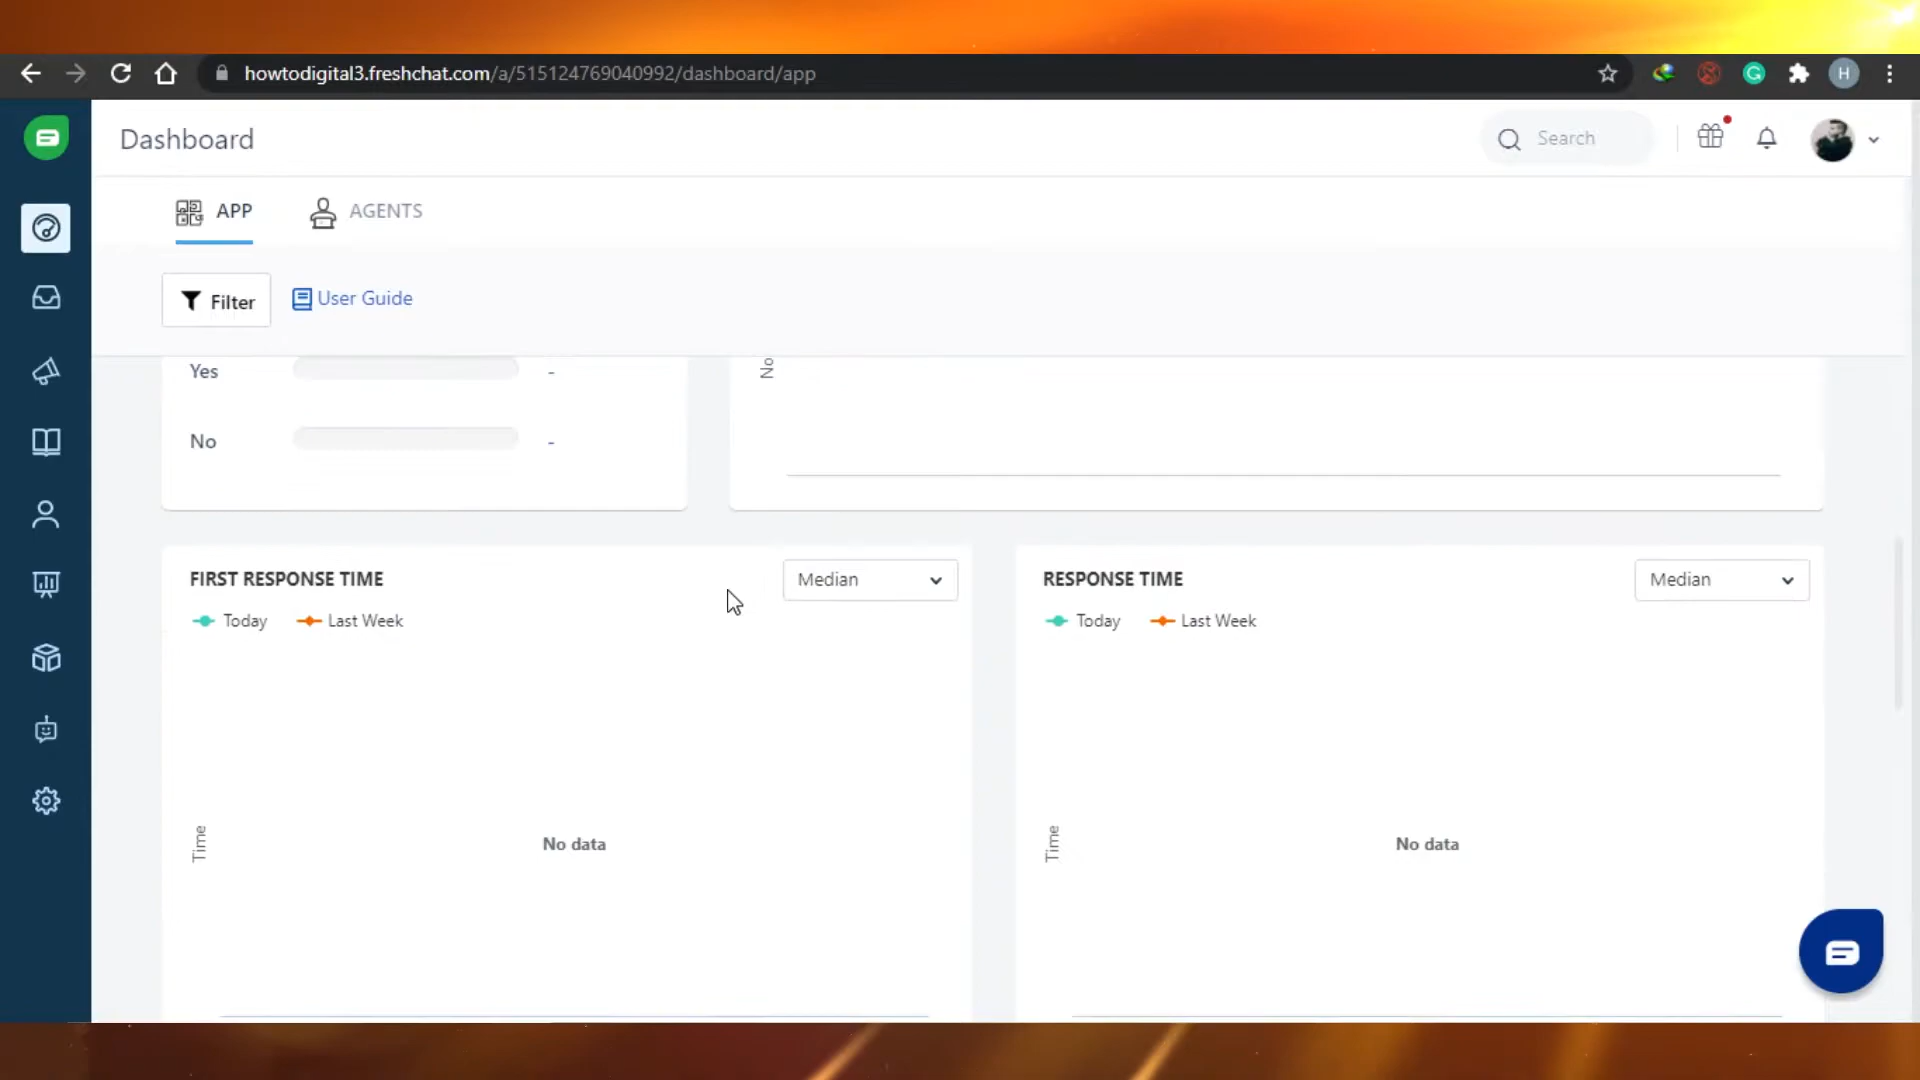 howtodigital3.freshchat.com/a/515124769040992/dashboard/app
H
Dashboard
Search
APP
AGENTS
Filter
User Guide
Yes
-
No
No
-
FIRST RESPONSE TIME
Median
Today
Last Week
Time
No data
RESPONSE TIME
Median
Today
Last Week
Time
No data